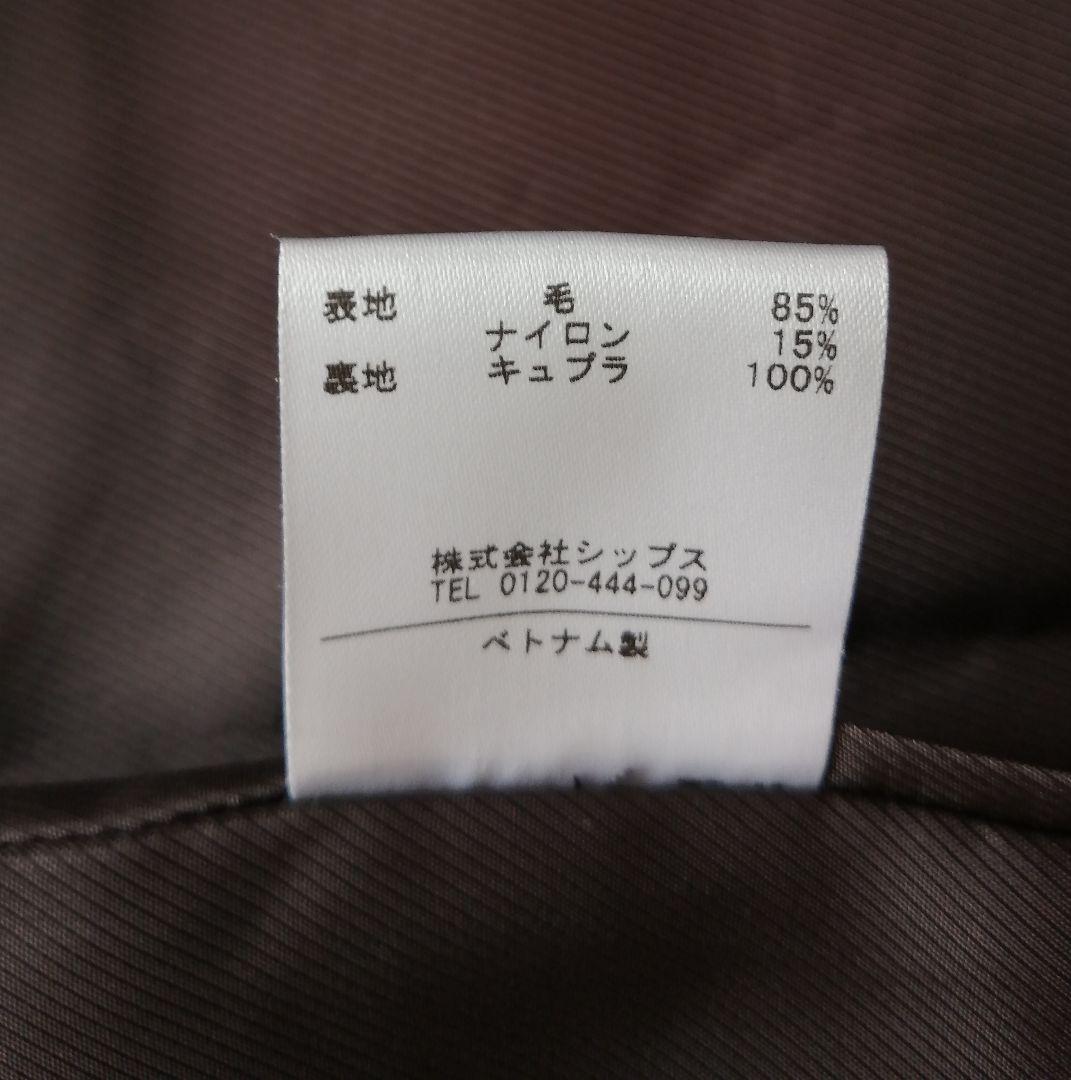 表地 毛 85%
ナイロン 15%
裏地 キュプラ 100%
株式会社シップス
TEL 0120-444-099
ベトナム製